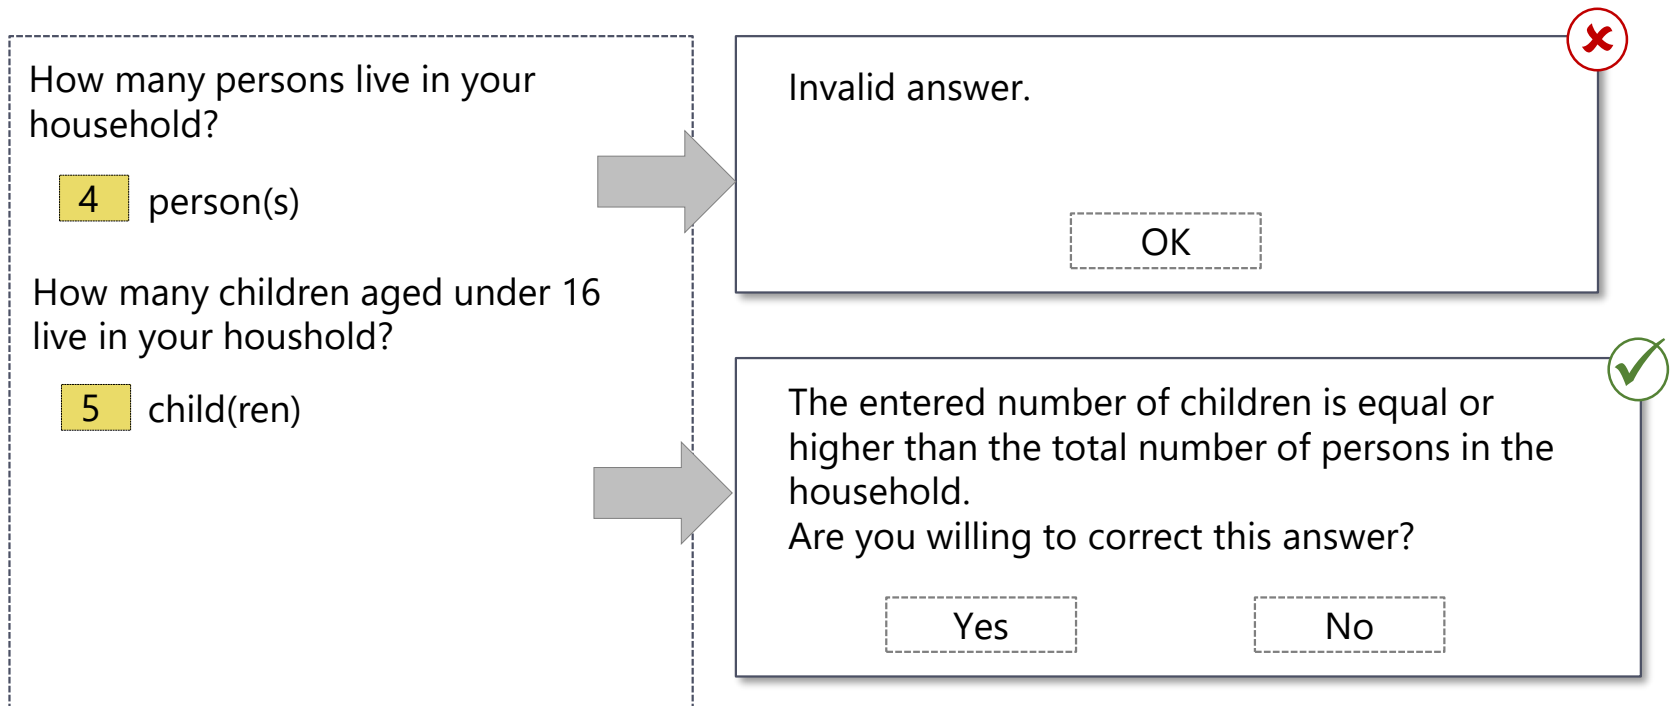 How many persons live in your
household?
4 person(s)
How many children aged under 16
live in your houshold?
5 child(ren)
Invalid answer.
OK
The entered number of children is equal or
higher than the total number of persons in the
household.
Are you willing to correct this answer?
Yes No